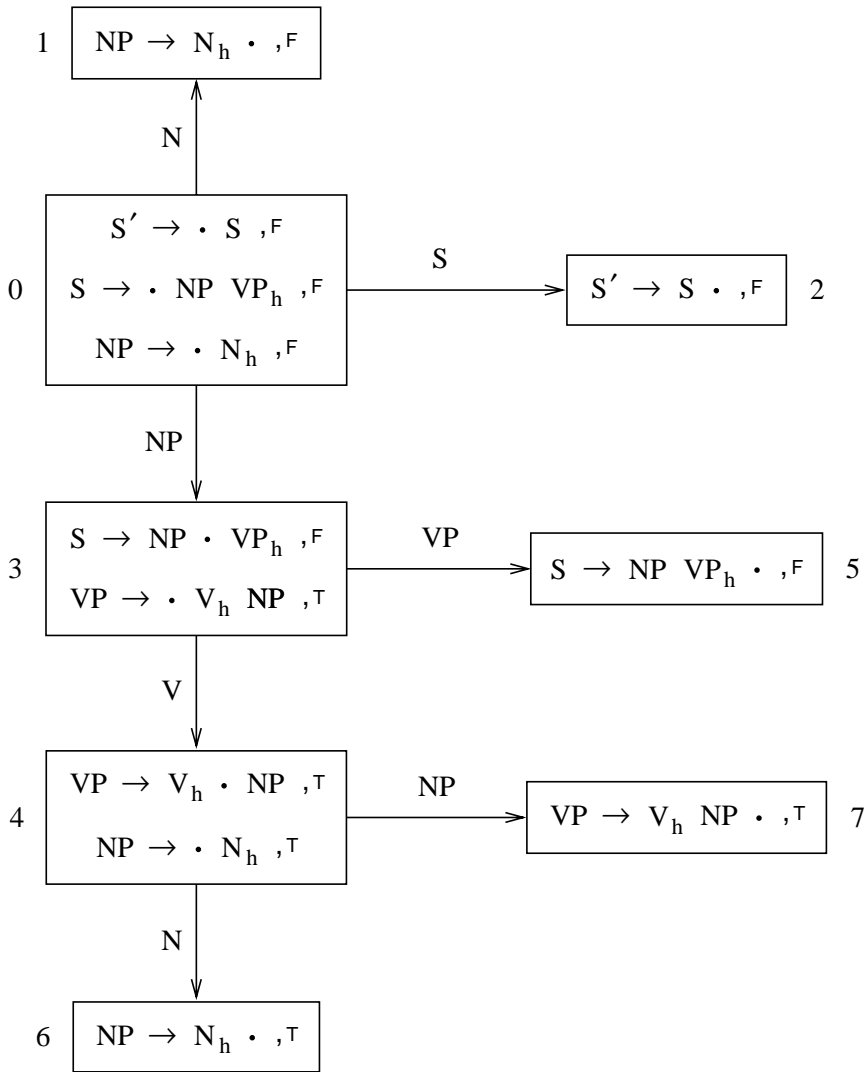 1 NP → N_h · , F
N
S′ → · S , F
S
0 S → · NP VP_h , F
S′ → S · , F 2
NP → · N_h , F
NP
S → NP · VP_h , F
VP
3
S → NP VP_h · , F 5
VP → · V_h NP , T
V
VP → V_h · NP , T
NP
4
VP → V_h NP · , T 7
NP → · N_h , T
N
6 NP → N_h · , T